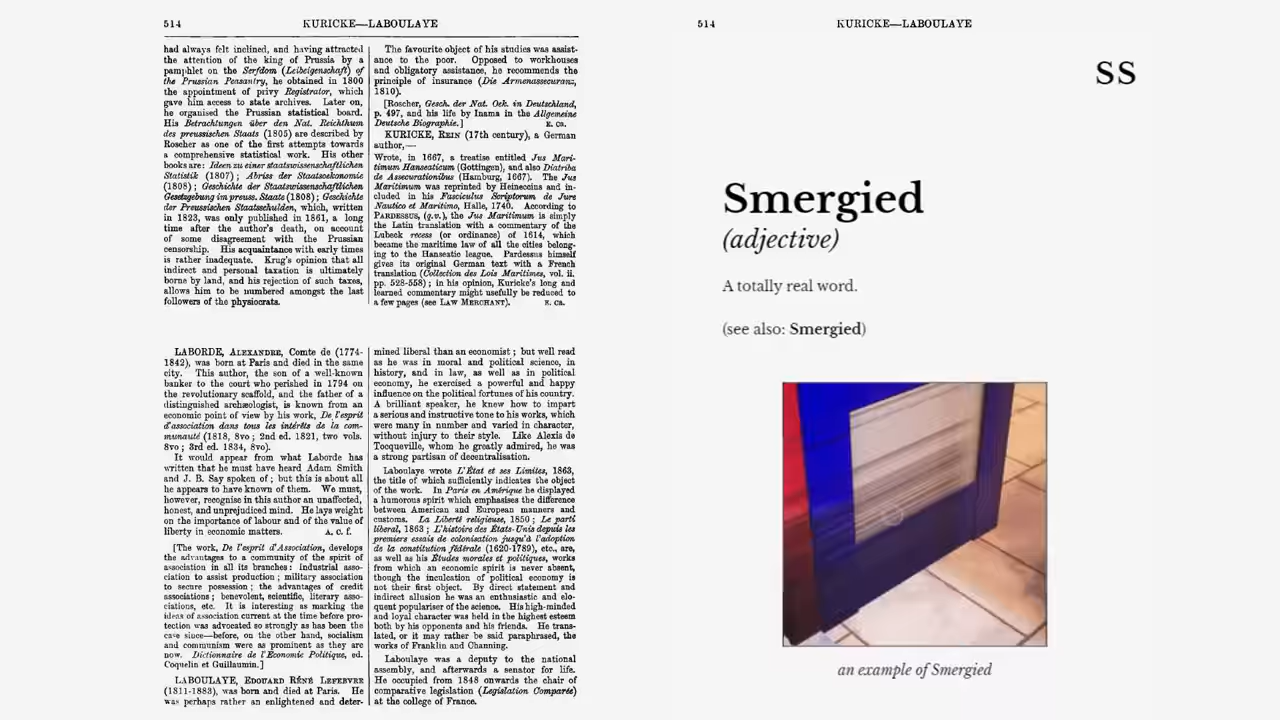 514
KURICKE—LABOULAYE
had always felt inclined, and having attracted
the attention of the king of Prussia by a
pamphlet on the Serfdom (Leibeigenschaft) of
the Prussian Peasantry, he obtained in 1800
the appointment of privy Registrator, which
gave him access to state archives. Later on,
he organised the Prussian statistical board.
His Betrachtungen über den Nat. Reichthum
des preussischen Staats (1805) are described by
Roscher as one of the first attempts towards
a comprehensive statistical work. His other
books are: Ideen zu einer staatswissenschaftlichen
Statistik (1807); Abriss der Staatsoekonomie
(1808); Geschichte der Staatswissenschaftlichen
Gesetzgebung im preuss. Staate (1808); Geschichte
der Preussischen Staatsschulden, which, written
in 1823, was only published in 1861, a long
time after the author's death, on account
of some disagreement with the Prussian
censorship. His acquaintance with early times
is rather inadequate. Krug's opinion that all
indirect and personal taxation is ultimately
borne by land, and his rejection of such taxes,
allows him to be numbered amongst the last
followers of the physiocrats.
The favourite object of his studies was assist-
ance to the poor. Opposed to workhouses
and obligatory assistance, he recommends the
principle of insurance (Die Armenassecuranz,
1810).
[Roscher, Gesch. der Nat. Oek. in Deutschland,
p. 497, and his life by Inama in the Allgemeine
Deutsche Biographie.] E. ca.
KURICKE, REIN (17th century), a German
author,—
Wrote, in 1667, a treatise entitled Jus Mari-
timum Hanseaticum (Gottingen), and also Diatriba
de Assecurationibus (Hamburg, 1667). The Jus
Maritimum was reprinted by Heineccius and in-
cluded in his Fasciculus Scriptorum de Jure
Nautico et Maritimo, Halle, 1740. According to
PARDESSUS, (q.v.), the Jus Maritimum is simply
the Latin translation with a commentary of the
Lubeck recess (or ordinance) of 1614, which
became the maritime law of all the cities belong-
ing to the Hanseatic league. Pardessus himself
gives its original German text with a French
translation (Collection des Lois Maritimes, vol. ii.
pp. 528-558); in his opinion, Kuricke's long and
learned commentary might usefully be reduced to
a few pages (see LAW MERCHANT). E. ca.
LABORDE, ALEXANDRE, Comte de (1774-
1842), was born at Paris and died in the same
city. This author, the son of a well-known
banker to the court who perished in 1794 on
the revolutionary scaffold, and the father of a
distinguished archæologist, is known from an
economic point of view by his work, De l'esprit
d'association dans tous les intérêts de la com-
munauté (1818, 8vo; 2nd ed. 1821, two vols.
8vo; 3rd ed. 1834, 8vo).
It would appear from what Laborde has
written that he must have heard Adam Smith
and J. B. Say spoken of; but this is about all
he appears to have known of them. We must,
however, recognise in this author an unaffected,
honest, and unprejudiced mind. He lays weight
on the importance of labour and of the value of
liberty in economic matters. A. C. f.
[The work, De l'esprit d'Association, develops
the advantages to a community of the spirit of
association in all its branches: industrial asso-
ciation to assist production; military association
to secure possession; the advantages of credit
associations; benevolent, scientific, literary asso-
ciations, etc. It is interesting as marking the
ideas of association current at the time before pro-
tection was advocated so strongly as has been the
case since—before, on the other hand, socialism
and communism were as prominent as they are
now. Dictionnaire de l'Economie Politique, ed.
Coquelin et Guillaumin.]
LABOULAYE, EDOUARD RÉNÉ LEFEBVRE
(1811-1883), was born and died at Paris. He
was perhaps rather an enlightened and deter-
mined liberal than an economist; but well read
as he was in moral and political science, in
history, and in law, as well as in political
economy, he exercised a powerful and happy
influence on the political fortunes of his country.
A brilliant speaker, he knew how to impart
a serious and instructive tone to his works, which
were many in number and varied in character,
without injury to their style. Like Alexis de
Tocqueville, whom he greatly admired, he was
a strong partisan of decentralisation.
Laboulaye wrote L'État et ses Limites, 1863,
the title of which sufficiently indicates the object
of the work. In Paris en Amérique he displayed
a humorous spirit which emphasises the difference
between American and European manners and
customs. La Liberté religieuse, 1850; Le parti
libéral, 1863; L'histoire des États-Unis depuis les
premiers essais de colonisation jusqu'à l'adoption
de la constitution fédérale (1620-1789), etc., are,
as well as his Études morales et politiques, works
from which an economic spirit is never absent,
though the inculcation of political economy is
not their first object. By direct statement and
indirect allusion he was an enthusiastic and elo-
quent populariser of the science. His high-minded
and loyal character was held in the highest esteem
both by his opponents and his friends. He trans-
lated, or it may rather be said paraphrased, the
works of Franklin and Channing.
Laboulaye was a deputy to the national
assembly, and afterwards a senator for life.
He occupied from 1848 onwards the chair of
comparative legislation (Legislation Comparée)
at the college of France.
514
KURICKE—LABOULAYE
SS
Smergied
(adjective)
A totally real word.
(see also: Smergied)
an example of Smergied